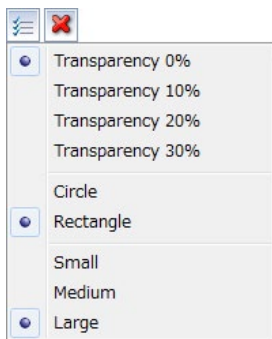 Transparency 0%
Transparency 10%
Transparency 20%
Transparency 30%
Circle
Rectangle
Small
Medium
Large